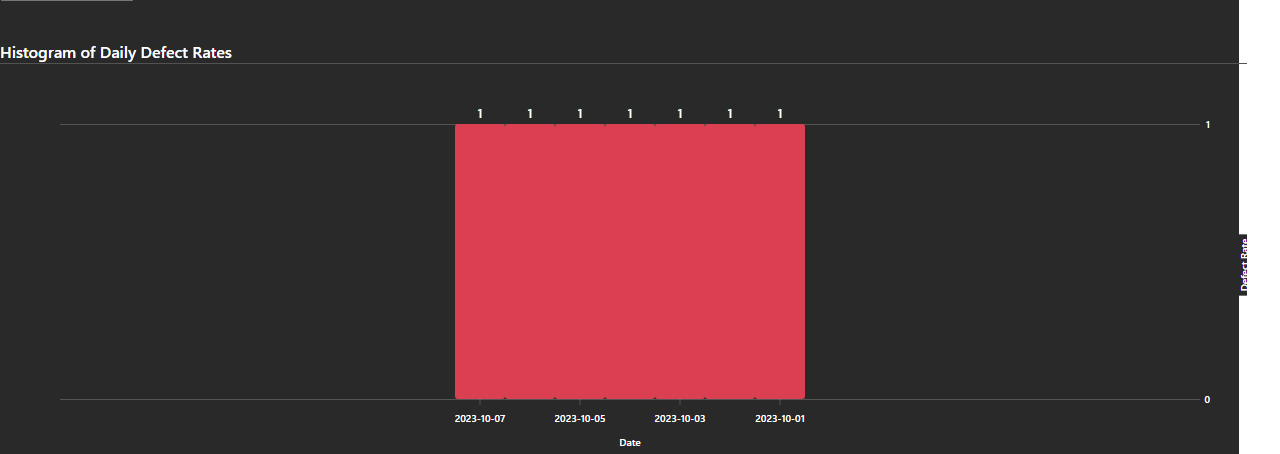 Histogram of Daily Defect Rates
1 1 1 1 1 1 1
1
Defect Rate
0
2023-10-07 2023-10-05 2023-10-03 2023-10-01
Date